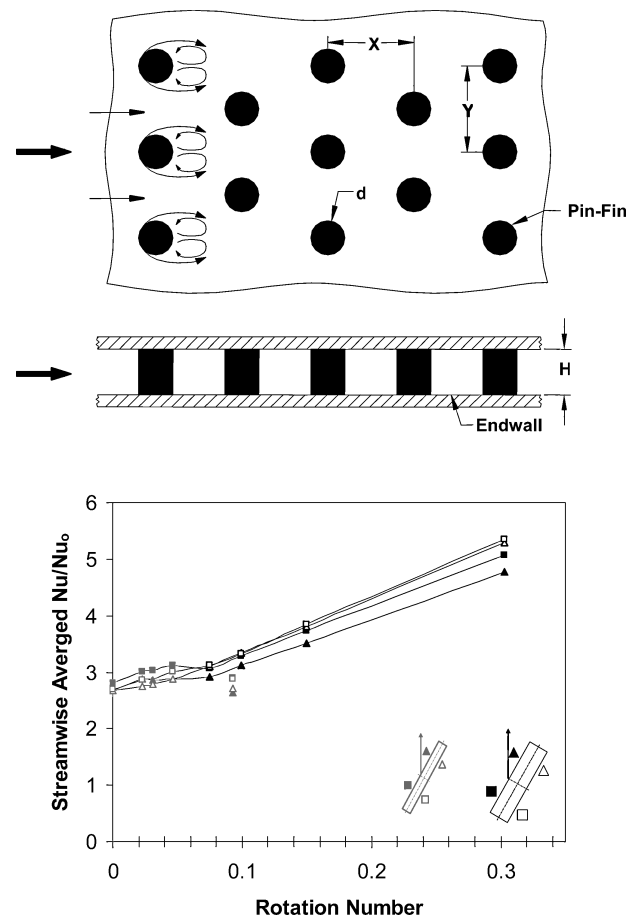 X
Y
d
Pin-Fin
H
Endwall
Streamwise Averged Nu/Nuo
6
5
4
3
2
1
0
0
0.1
0.2
0.3
Rotation Number